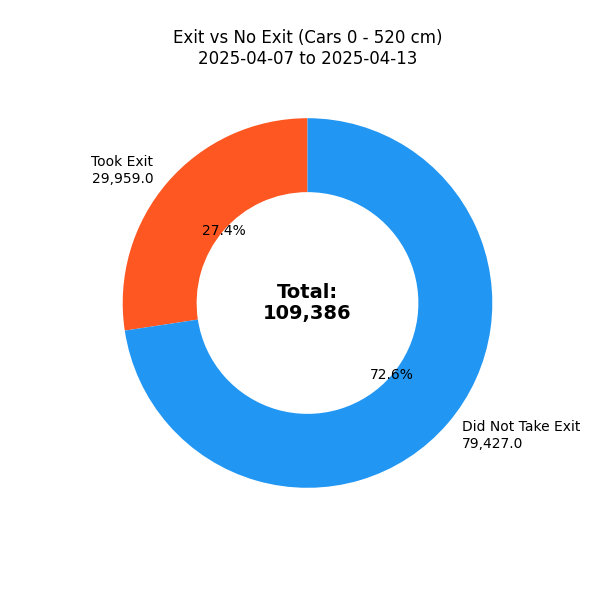 Exit vs No Exit (Cars 0 - 520 cm)
2025-04-07 to 2025-04-13
Took Exit
29,959.0
27.4%
Total:
109,386
72.6%
Did Not Take Exit
79,427.0